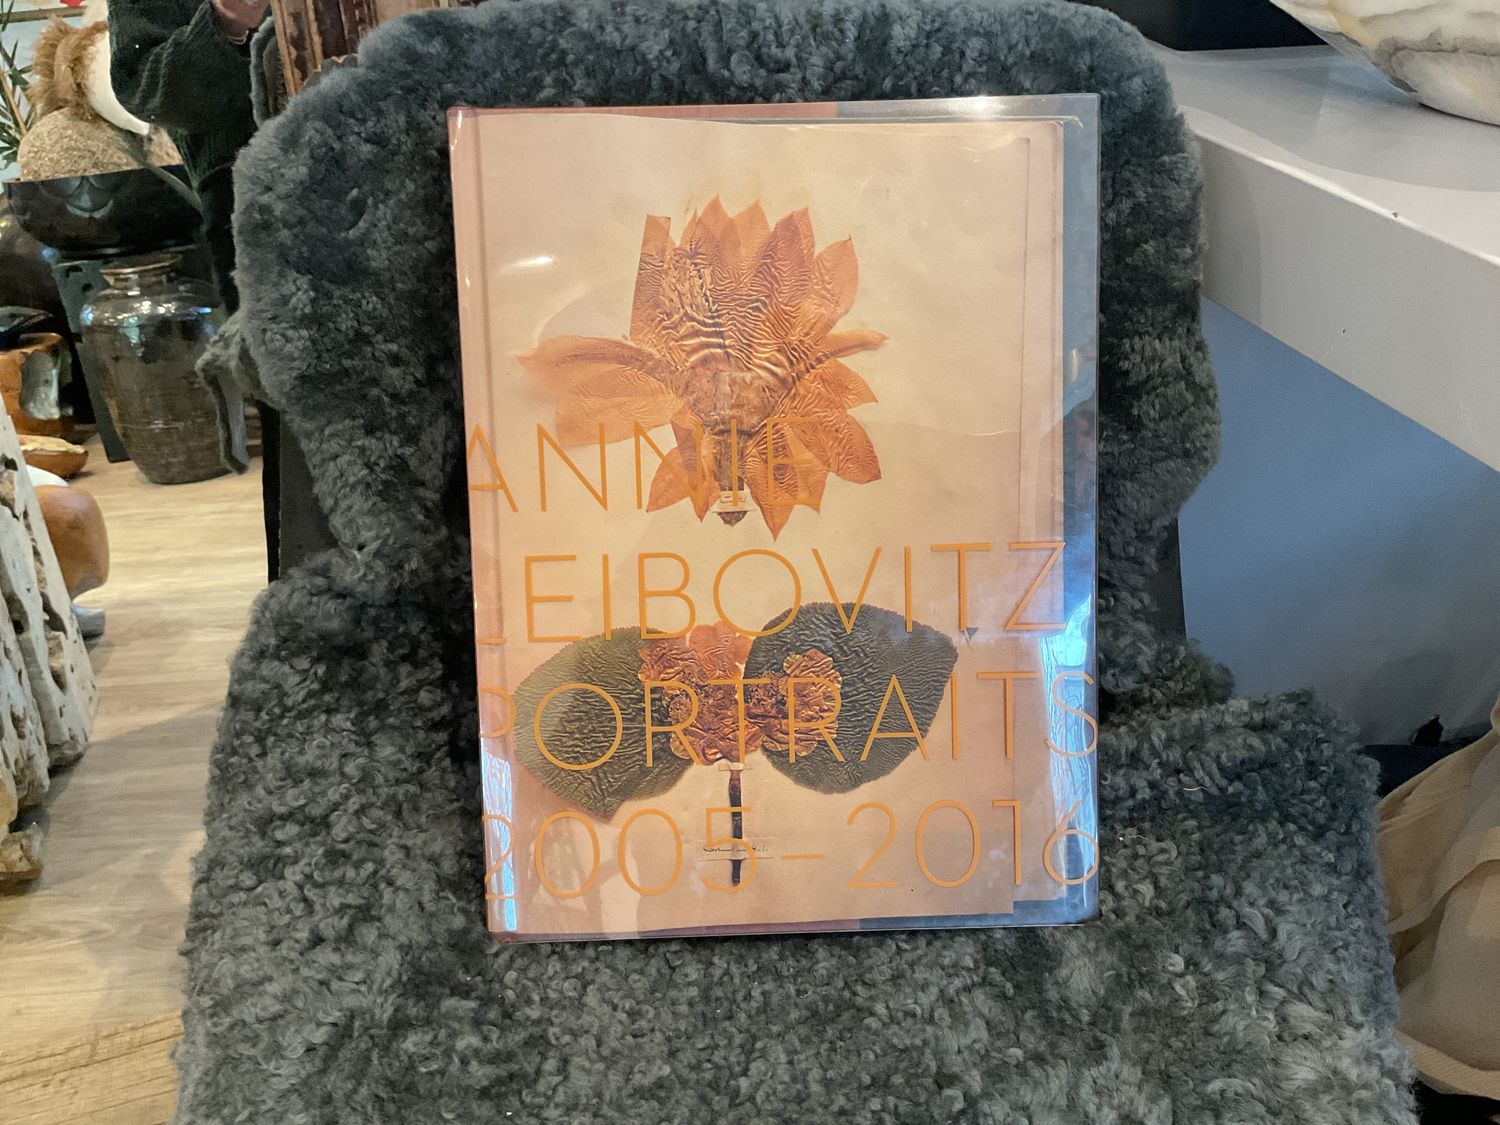 ANNIE
LEIBOVITZ
PORTRAITS
2005–2016